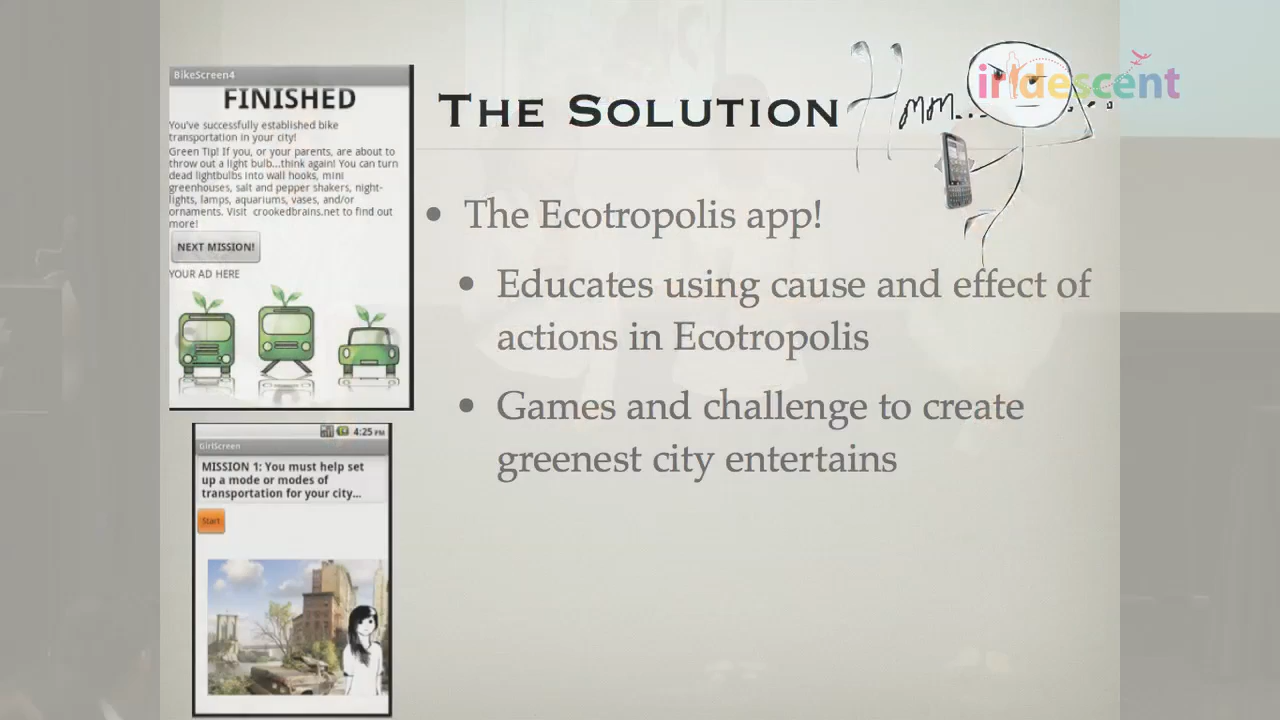 BikeScreen4
FINISHED
You've successfully established bike
transportation in your city!
Green Tip! If you, or your parents, are about to
throw out a light bulb...think again! You can turn
dead lightbulbs into wall hooks, mini
greenhouses, salt and pepper shakers, night-
lights, lamps, aquariums, vases, and/or
ornaments. Visit crookedbrains.net to find out
more!
NEXT MISSION!
YOUR AD HERE
4:25 PM
GirlScreen
MISSION 1: You must help set
up a mode or modes of
transportation for your city...
Start
THE SOLUTION
Hmm......
iridescent
• The Ecotropolis app!
• Educates using cause and effect of
actions in Ecotropolis
• Games and challenge to create
greenest city entertains